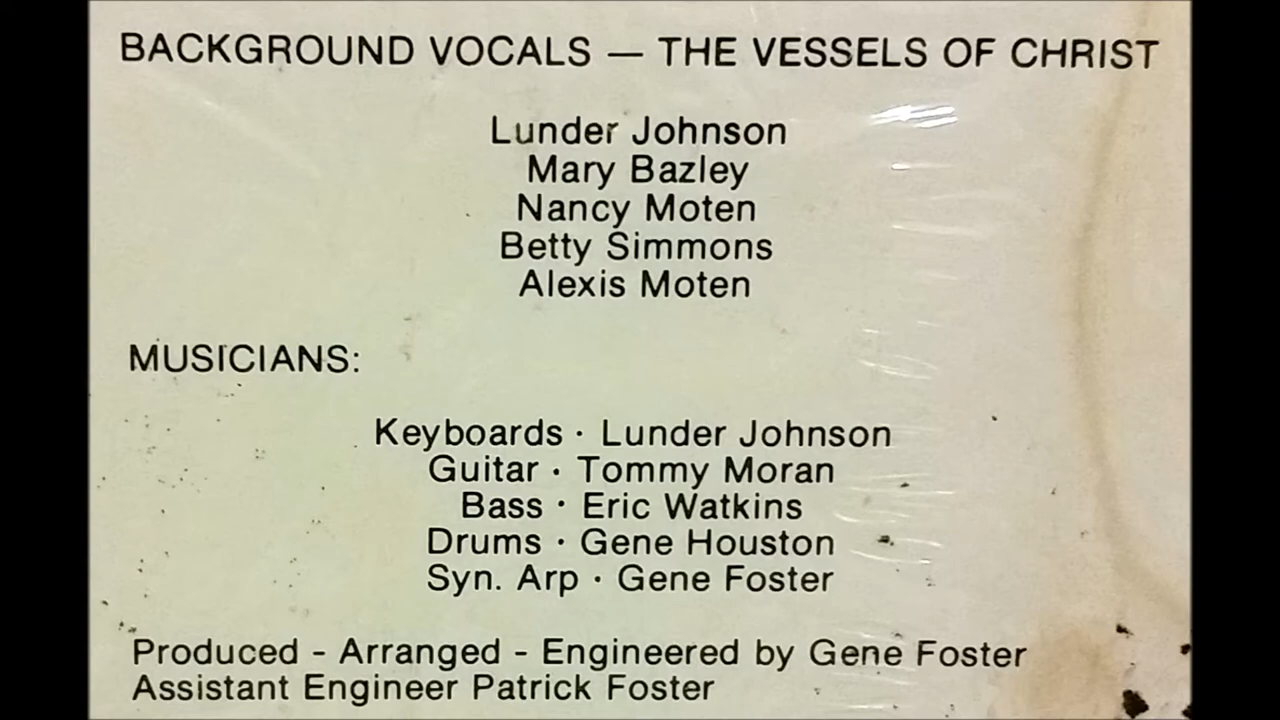 BACKGROUND VOCALS — THE VESSELS OF CHRIST
Lunder Johnson
Mary Bazley
Nancy Moten
Betty Simmons
Alexis Moten
MUSICIANS:
Keyboards · Lunder Johnson
Guitar · Tommy Moran
Bass · Eric Watkins
Drums · Gene Houston
Syn. Arp · Gene Foster
Produced - Arranged - Engineered by Gene Foster
Assistant Engineer Patrick Foster